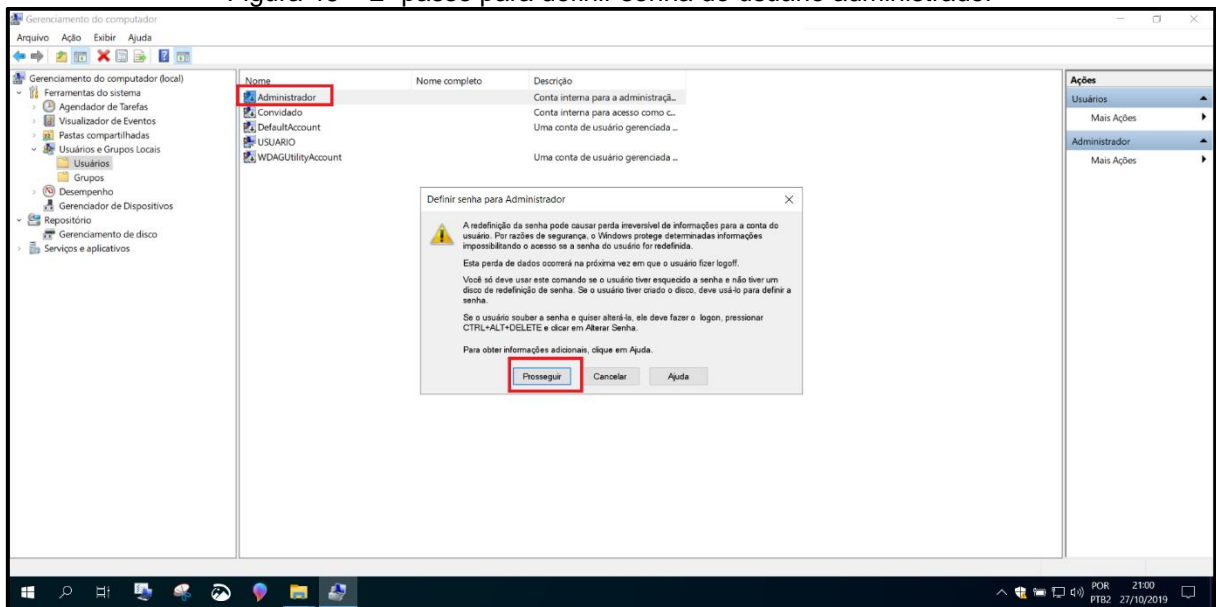 Figura 45 – 2º passo para definir senha do usuário administrador
Gerenciamento do computador
Arquivo Ação Exibir Ajuda
Gerenciamento do computador (local)
Ferramentas do sistema
Agendador de Tarefas
Visualizador de Eventos
Pastas compartilhadas
Usuários e Grupos Locais
Usuários
Grupos
Desempenho
Gerenciador de Dispositivos
Repositório
Gerenciamento de disco
Serviços e aplicativos
Nome Nome completo Descrição
Administrador Conta interna para a administraçã...
Convidado Conta interna para acesso como c...
DefaultAccount Uma conta de usuário gerenciada ...
USUARIO
WDAGUtilityAccount Uma conta de usuário gerenciada ...
Ações
Usuários
Mais Ações
Administrador
Mais Ações
Definir senha para Administrador
A redefinição da senha pode causar perda irreversível de informações para a conta do
usuário. Por razões de segurança, o Windows protege determinadas informações
impossibilitando o acesso se a senha do usuário for redefinida.
Esta perda de dados ocorrerá na próxima vez em que o usuário fizer logoff.
Você só deve usar este comando se o usuário tiver esquecido a senha e não tiver um
disco de redefinição de senha. Se o usuário tiver criado o disco, deve usá-lo para definir a
senha.
Se o usuário souber a senha e quiser alterá-la, ele deve fazer o logon, pressionar
CTRL+ALT+DELETE e clicar em Alterar Senha.
Para obter informações adicionais, clique em Ajuda.
Prosseguir Cancelar Ajuda
POR 21:00
PTB2 27/10/2019